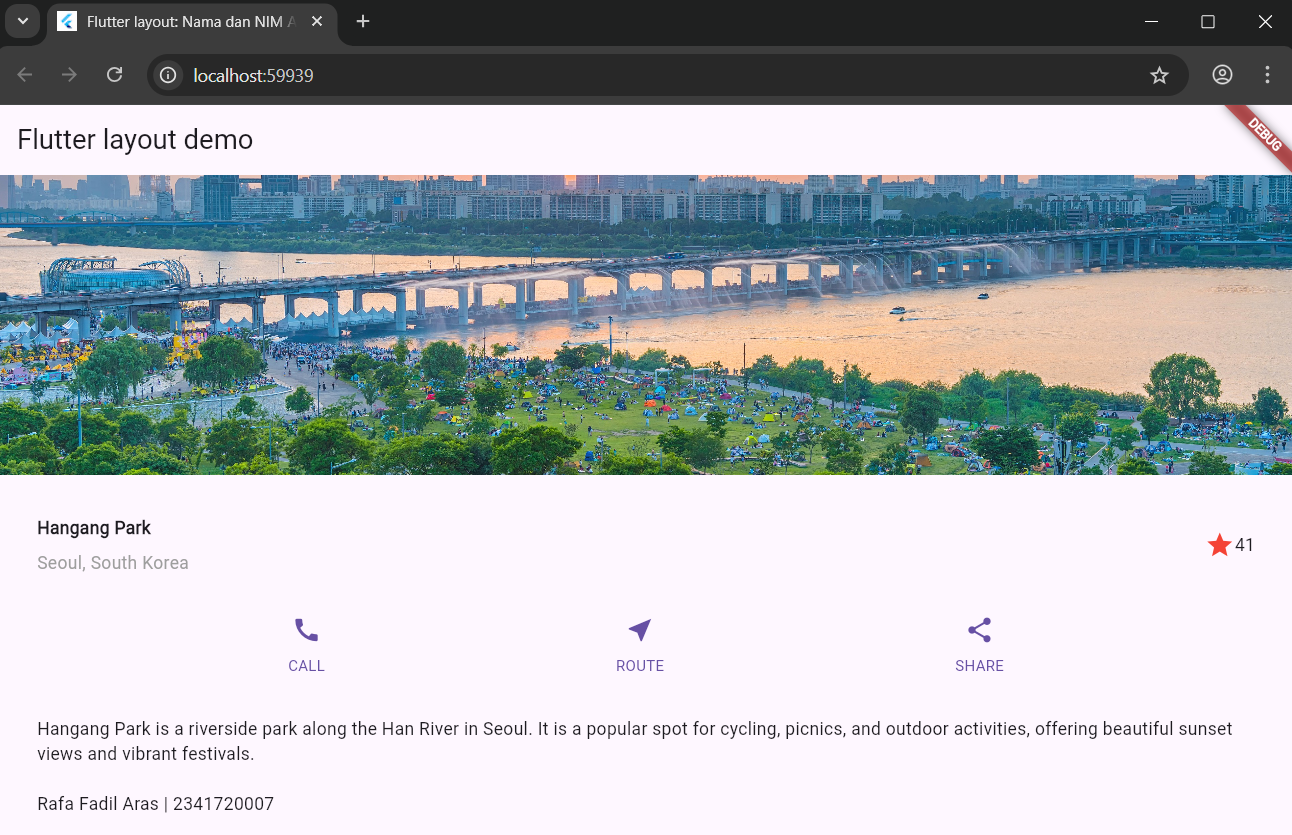 Flutter layout: Nama dan NIM A
localhost:59939
Flutter layout demo
DEBUG
Hangang Park
Seoul, South Korea
41
CALL
ROUTE
SHARE
Hangang Park is a riverside park along the Han River in Seoul. It is a popular spot for cycling, picnics, and outdoor activities, offering beautiful sunset
views and vibrant festivals.
Rafa Fadil Aras | 2341720007